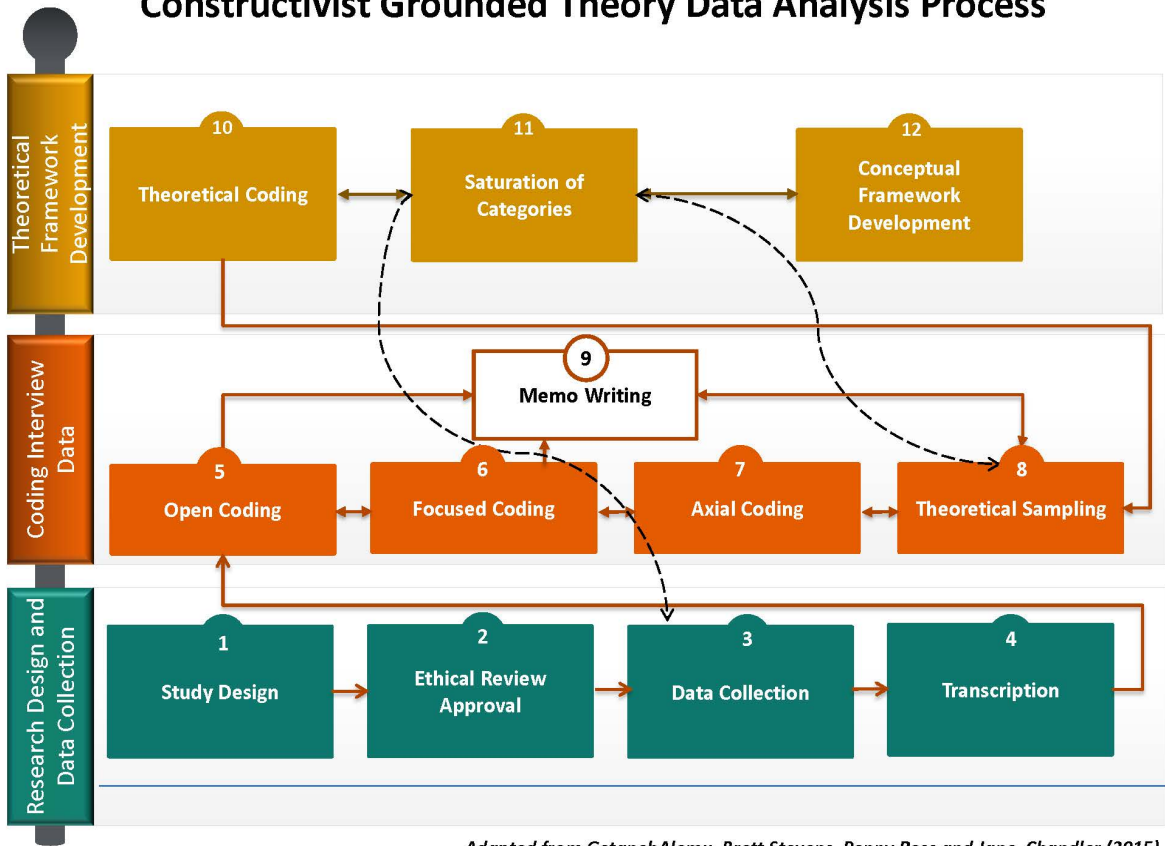 Constructivist Grounded Theory Data Analysis Process
Theoretical
Framework
Development
10
Theoretical Coding
11
Saturation of
Categories
12
Conceptual
Framework
Development
Coding Interview
Data
9
Memo Writing
5
Open Coding
6
Focused Coding
7
Axial Coding
8
Theoretical Sampling
Research Design and
Data Collection
1
Study Design
2
Ethical Review
Approval
3
Data Collection
4
Transcription
Adapted from Getaneh Alemu, Brett Stevens, Penny Ross and Jane Chandler (2015)